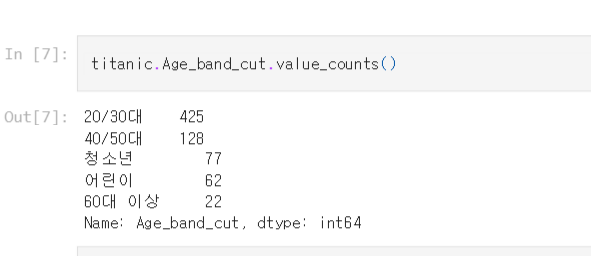 In [7]: titanic.Age_band_cut.value_counts()
Out[7]: 20/30대 425
40/50대 128
청소년 77
어린이 62
60대 이상 22
Name: Age_band_cut, dtype: int64